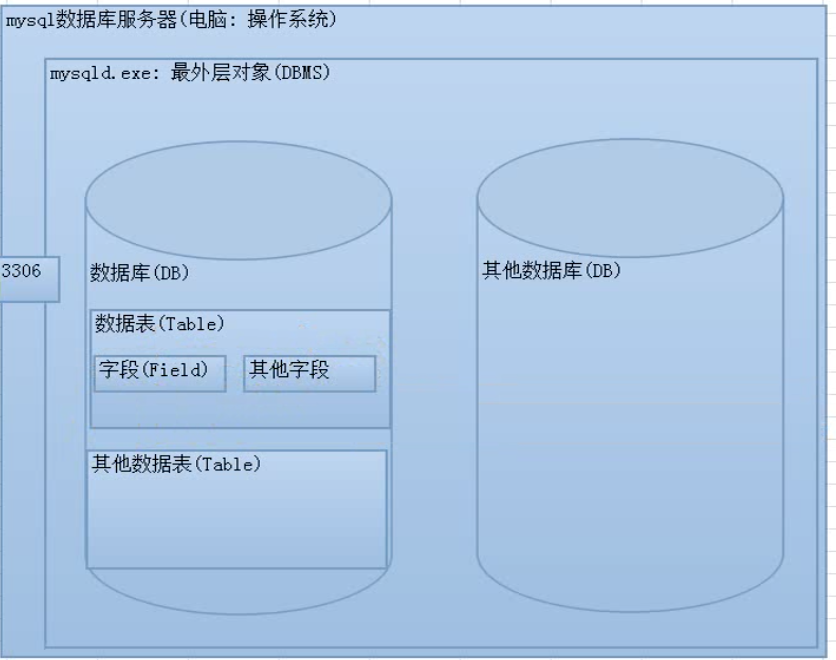 mysql数据库服务器(电脑: 操作系统)
mysqld.exe: 最外层对象(DBMS)
3306
数据库(DB)
其他数据库(DB)
数据表(Table)
字段(Field)
其他字段
其他数据表(Table)